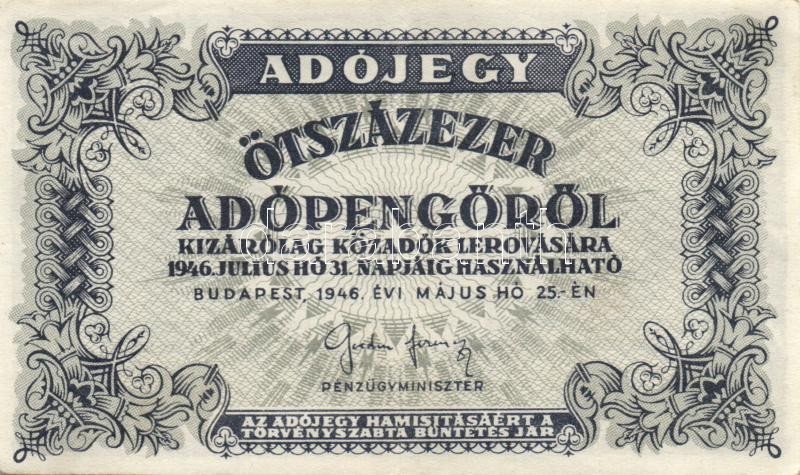 ADÓJEGY
ÖTSZÁZEZER
ADÓPENGŐRŐL
KIZÁRÓLAG KÖZADÓK LEROVÁSÁRA
1946. JULIUS HÓ 31. NAPJÁIG HASZNÁLHATÓ
BUDAPEST, 1946. ÉVI MÁJUS HÓ 25.-ÉN
PÉNZÜGYMINISZTER
AZ ADÓJEGY HAMISITÁSÁÉRT A
TÖRVÉNYSZABTA BÜNTETÉS JÁR